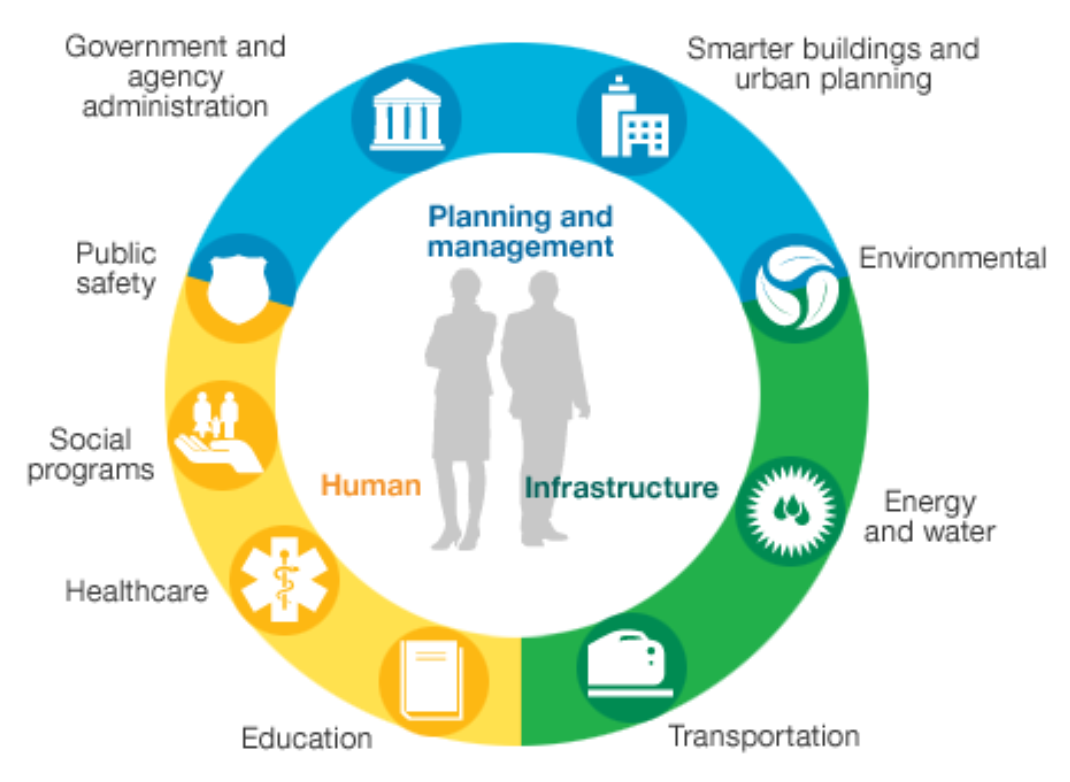 Government and
agency
administration
Smarter buildings and
urban planning
Planning and
management
Public
safety
Environmental
Social
programs
Human
Infrastructure
Energy
and water
Healthcare
Education
Transportation